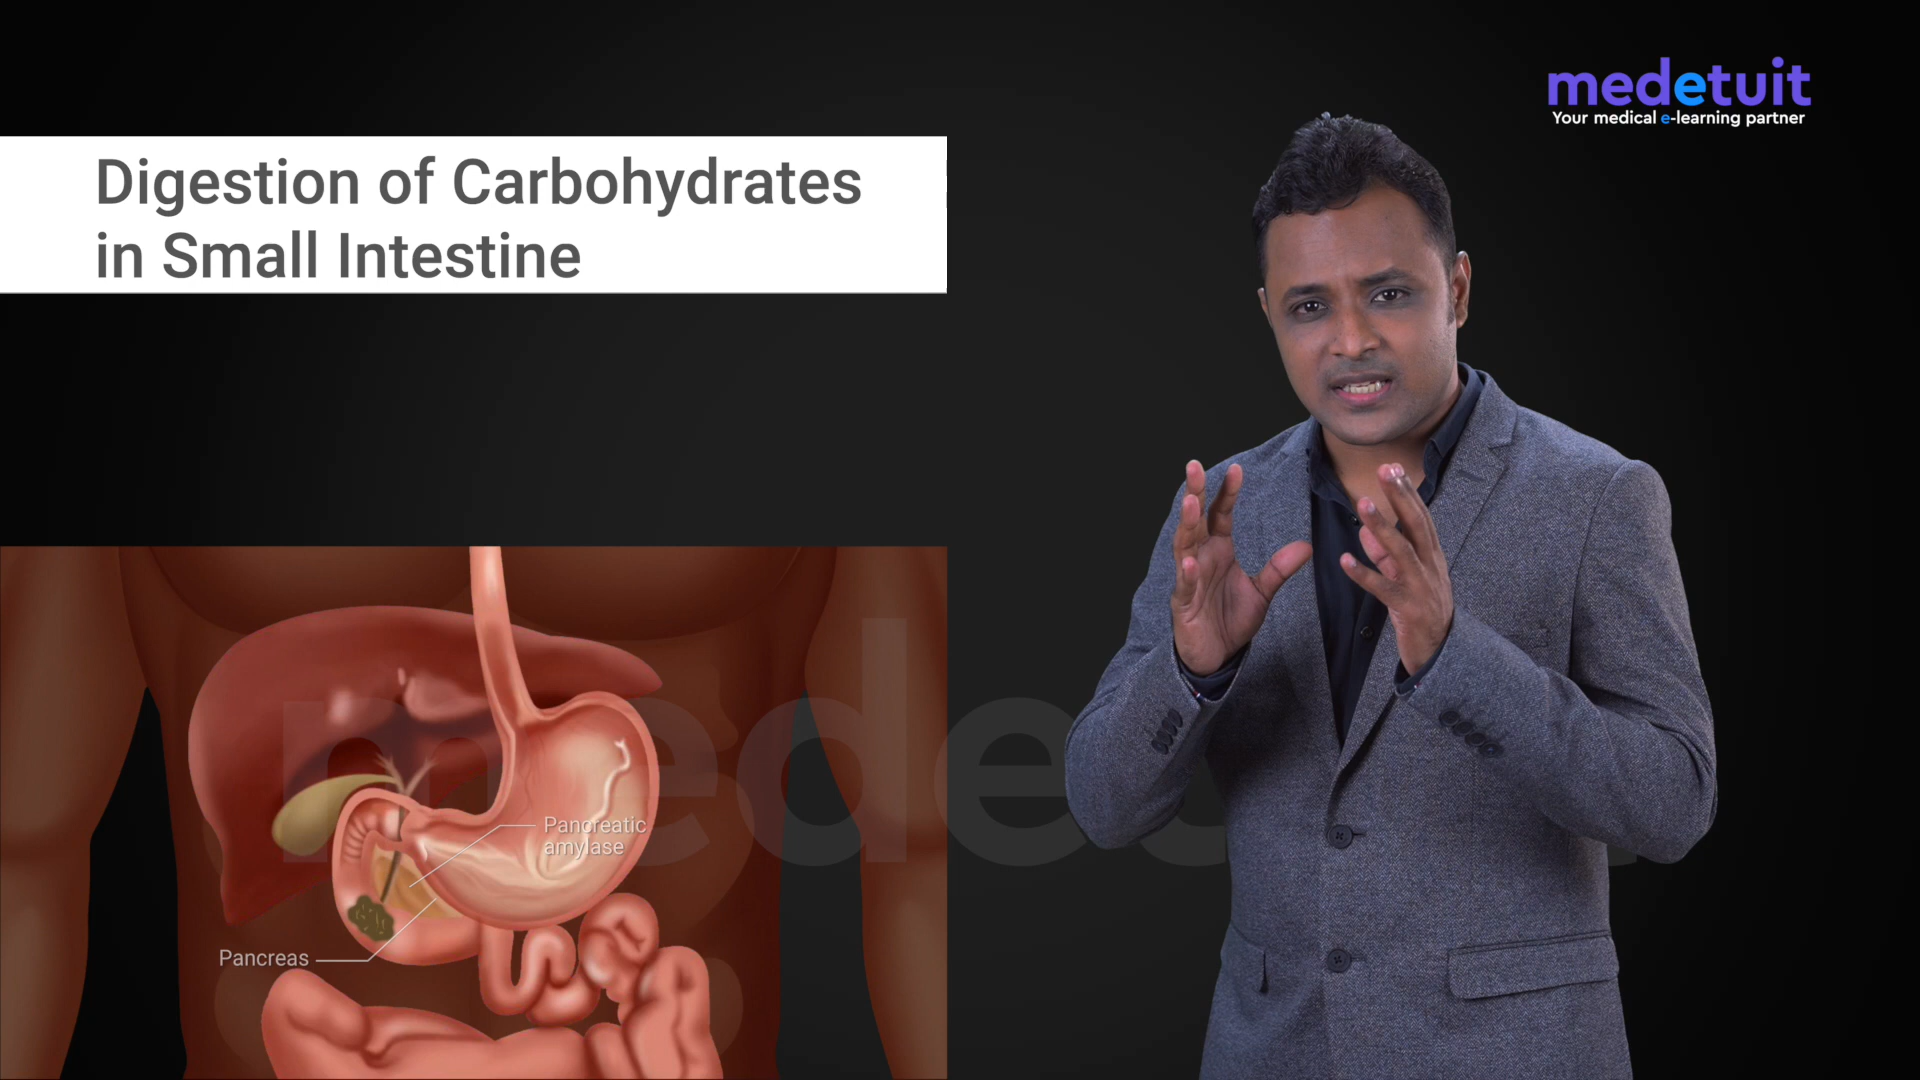 medetuit
Your medical e-learning partner
Digestion of Carbohydrates
in Small Intestine
Pancreatic
amylase
Pancreas